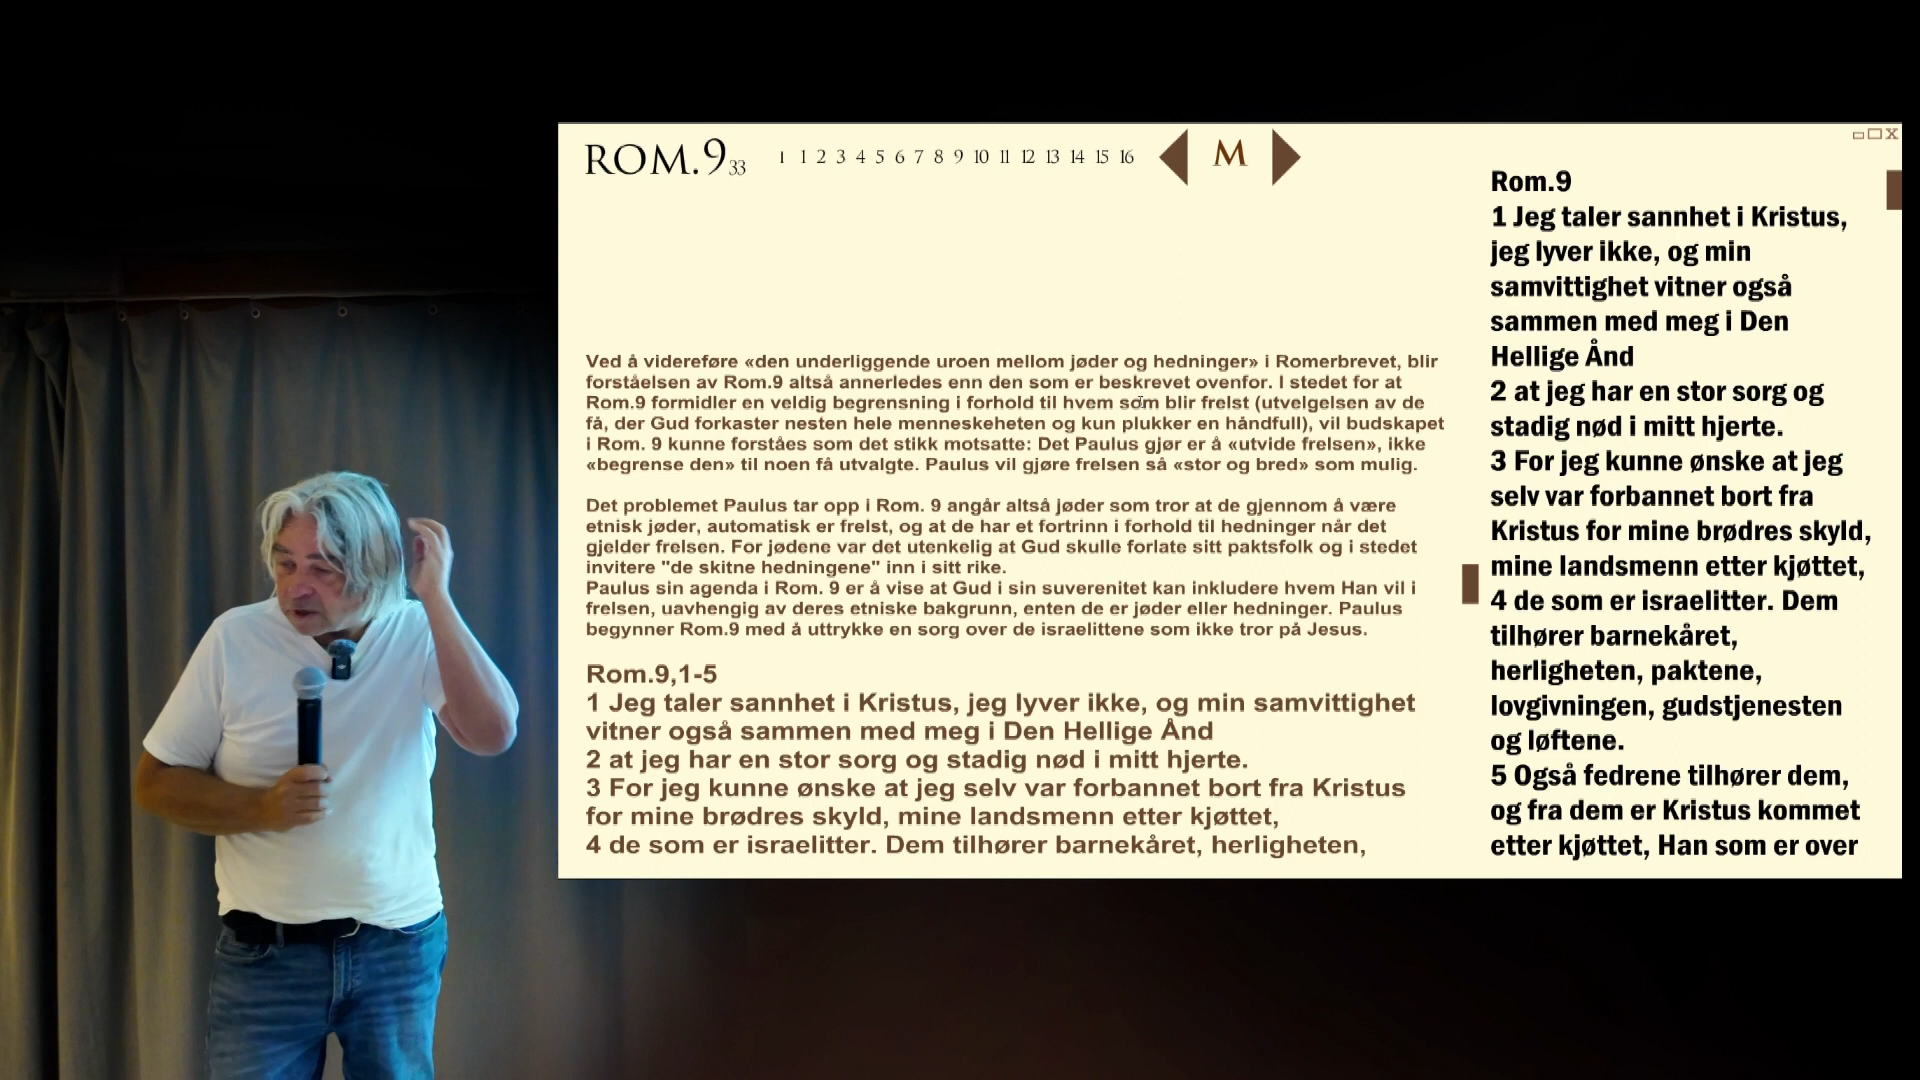 ROM.9 33
1 1 2 3 4 5 6 7 8 9 10 11 12 13 14 15 16
M
Ved å videreføre «den underliggende uroen mellom jøder og hedninger» i Romerbrevet, blir
forståelsen av Rom.9 altså annerledes enn den som er beskrevet ovenfor. I stedet for at
Rom.9 formidler en veldig begrensning i forhold til hvem som blir frelst (utvelgelsen av de
få, der Gud forkaster nesten hele menneskeheten og kun plukker en håndfull), vil budskapet
i Rom. 9 kunne forståes som det stikk motsatte: Det Paulus gjør er å «utvide frelsen», ikke
«begrense den» til noen få utvalgte. Paulus vil gjøre frelsen så «stor og bred» som mulig.
Det problemet Paulus tar opp i Rom. 9 angår altså jøder som tror at de gjennom å være
etnisk jøder, automatisk er frelst, og at de har et fortrinn i forhold til hedninger når det
gjelder frelsen. For jødene var det utenkelig at Gud skulle forlate sitt paktsfolk og i stedet
invitere "de skitne hedningene" inn i sitt rike.
Paulus sin agenda i Rom. 9 er å vise at Gud i sin suverenitet kan inkludere hvem Han vil i
frelsen, uavhengig av deres etniske bakgrunn, enten de er jøder eller hedninger. Paulus
begynner Rom.9 med å uttrykke en sorg over de israelittene som ikke tror på Jesus.
Rom.9,1-5
1 Jeg taler sannhet i Kristus, jeg lyver ikke, og min samvittighet
vitner også sammen med meg i Den Hellige Ånd
2 at jeg har en stor sorg og stadig nød i mitt hjerte.
3 For jeg kunne ønske at jeg selv var forbannet bort fra Kristus
for mine brødres skyld, mine landsmenn etter kjøttet,
4 de som er israelitter. Dem tilhører barnekåret, herligheten,
Rom.9
1 Jeg taler sannhet i Kristus,
jeg lyver ikke, og min
samvittighet vitner også
sammen med meg i Den
Hellige Ånd
2 at jeg har en stor sorg og
stadig nød i mitt hjerte.
3 For jeg kunne ønske at jeg
selv var forbannet bort fra
Kristus for mine brødres skyld,
mine landsmenn etter kjøttet,
4 de som er israelitter. Dem
tilhører barnekåret,
herligheten, paktene,
lovgivningen, gudstjenesten
og løftene.
5 Også fedrene tilhører dem,
og fra dem er Kristus kommet
etter kjøttet, Han som er over